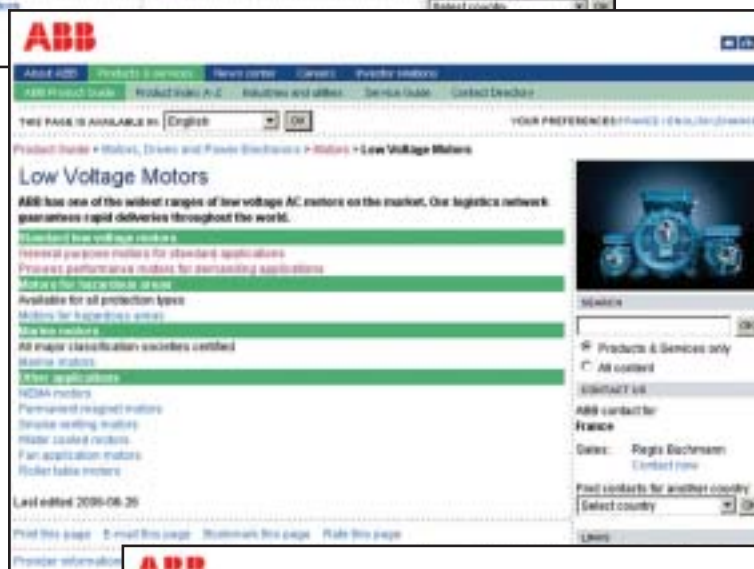 Select country OK
ABB
About ABB Products & services News center Careers Investor relations
ABB Product Guide Product Index A-Z Industries and utilities Service Guide Contact Directory
THIS PAGE IS AVAILABLE IN: English OK YOUR PREFERENCES: FRANCE | ENGLISH
Product Guide Motors, Drives and Power Electronics Motors Low Voltage Motors
Low Voltage Motors
ABB has one of the widest ranges of low voltage AC motors on the market. Our logistics network
guarantees rapid deliveries throughout the world.
Standard low voltage motors
General purpose motors for standard applications
Process performance motors for demanding applications
Motors for hazardous areas
Available for all protection types
Motors for hazardous areas
Marine motors
All major classification societies certified
Marine motors
Other applications
NEMA motors
Permanent magnet motors
Smoke venting motors
Water cooled motors
Fan application motors
Roller table motors
Last edited 2006-06-26
Print this page E-mail this page Bookmark this page Rate this page
Provider information
SEARCH
OK
Products & Services only
All content
CONTACT US
ABB contact for
France
Sales: Regis Bachmann
Contact now
Find contacts for another country
Select country OK
LINKS
ABB